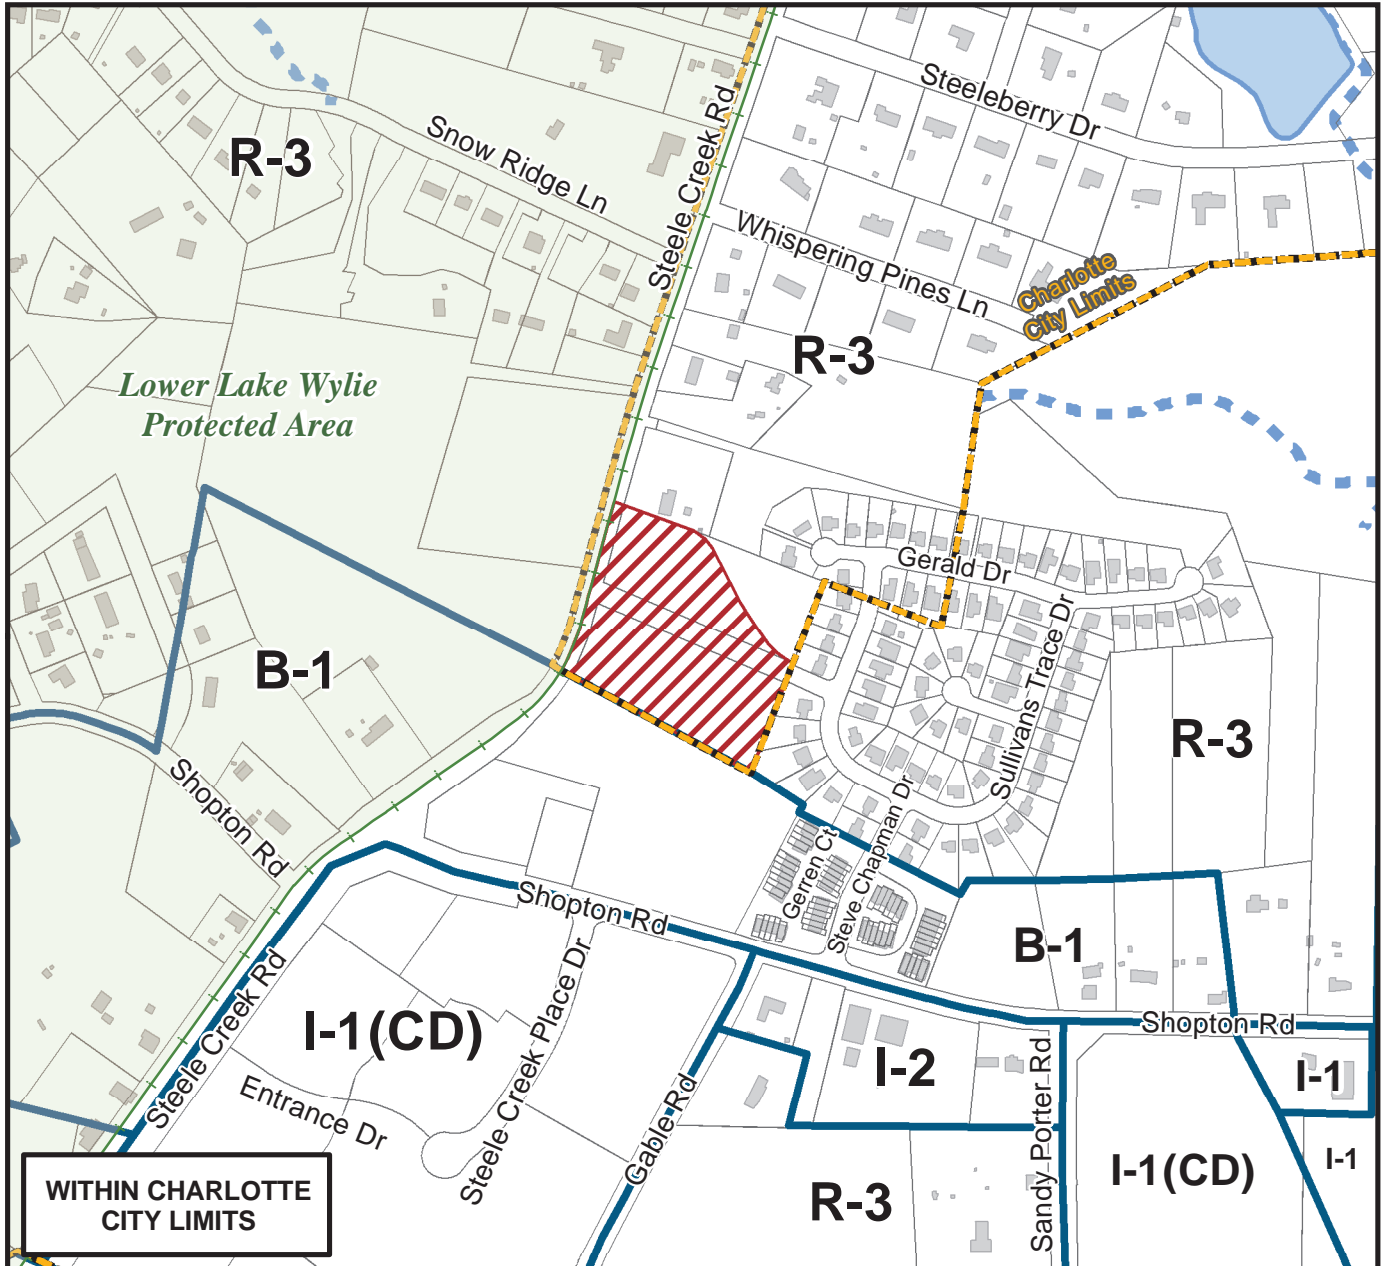 Steeleberry Dr
Steele Creek Rd
Snow Ridge Ln
R-3
Whispering Pines Ln
Charlotte
City Limits
R-3
Lower Lake Wylie
Protected Area
Gerald Dr
Sullivans Trace Dr
B-1
R-3
Shopton Rd
Steve Chapman Dr
Gerren Ct
Shopton Rd
B-1
Steele Creek Rd
Steele Creek Place Dr
I-1(CD)
Shopton Rd
I-2
Sandy Porter Rd
I-1
Entrance Dr
Gable Rd
I-1(CD)
I-1
R-3
WITHIN CHARLOTTE
CITY LIMITS